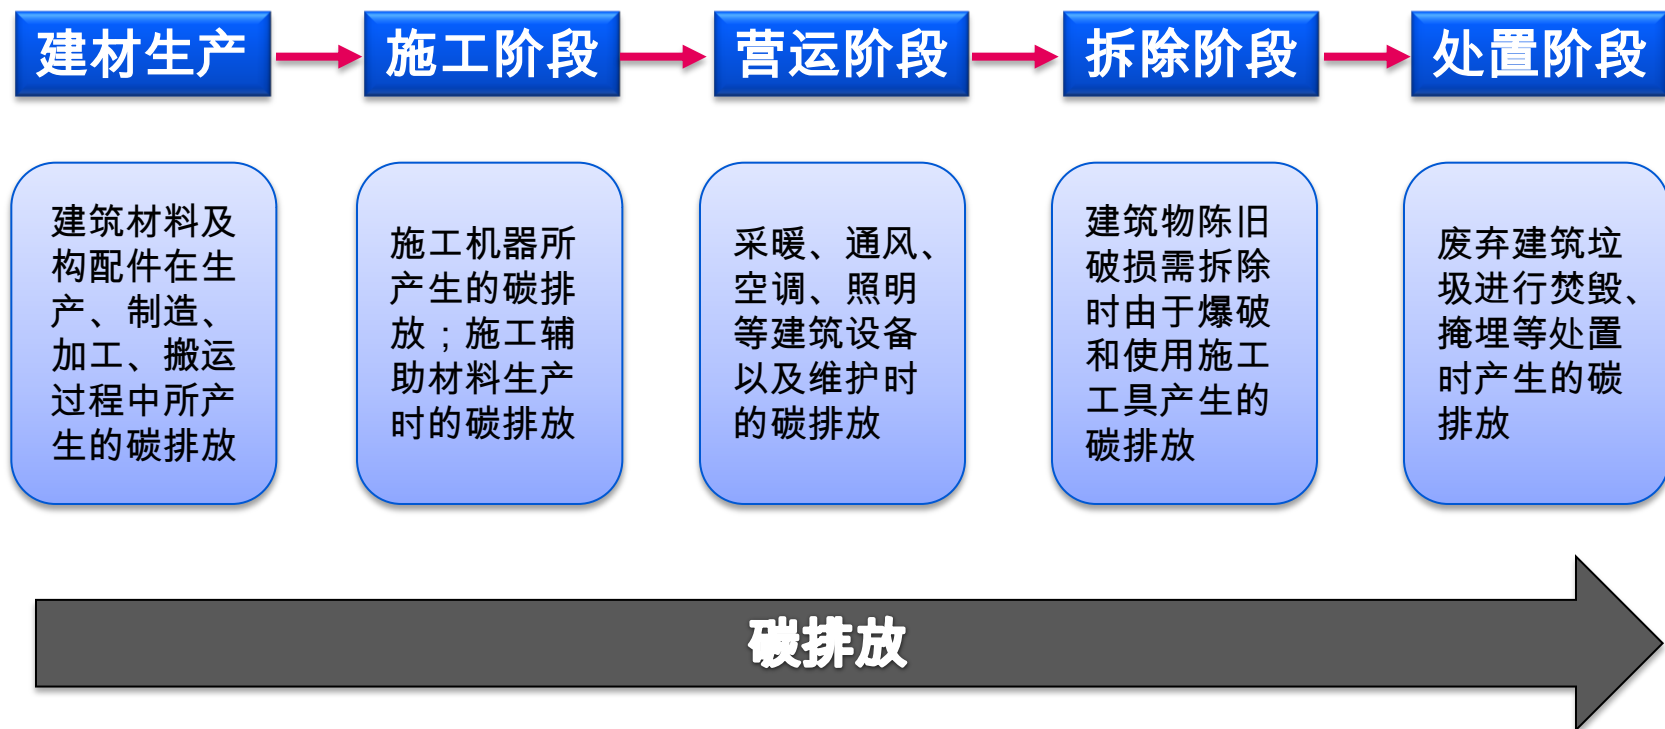 建材生产
施工阶段
营运阶段
拆除阶段
处置阶段
建筑材料及
构配件在生
产、制造、
加工、搬运
过程中所产
生的碳排放
施工机器所
产生的碳排
放；施工辅
助材料生产
时的碳排放
采暖、通风、
空调、照明
等建筑设备
以及维护时
的碳排放
建筑物陈旧
破损需拆除
时由于爆破
和使用施工
工具产生的
碳排放
废弃建筑垃
圾进行焚毁、
掩埋等处置
时产生的碳
排放
碳排放